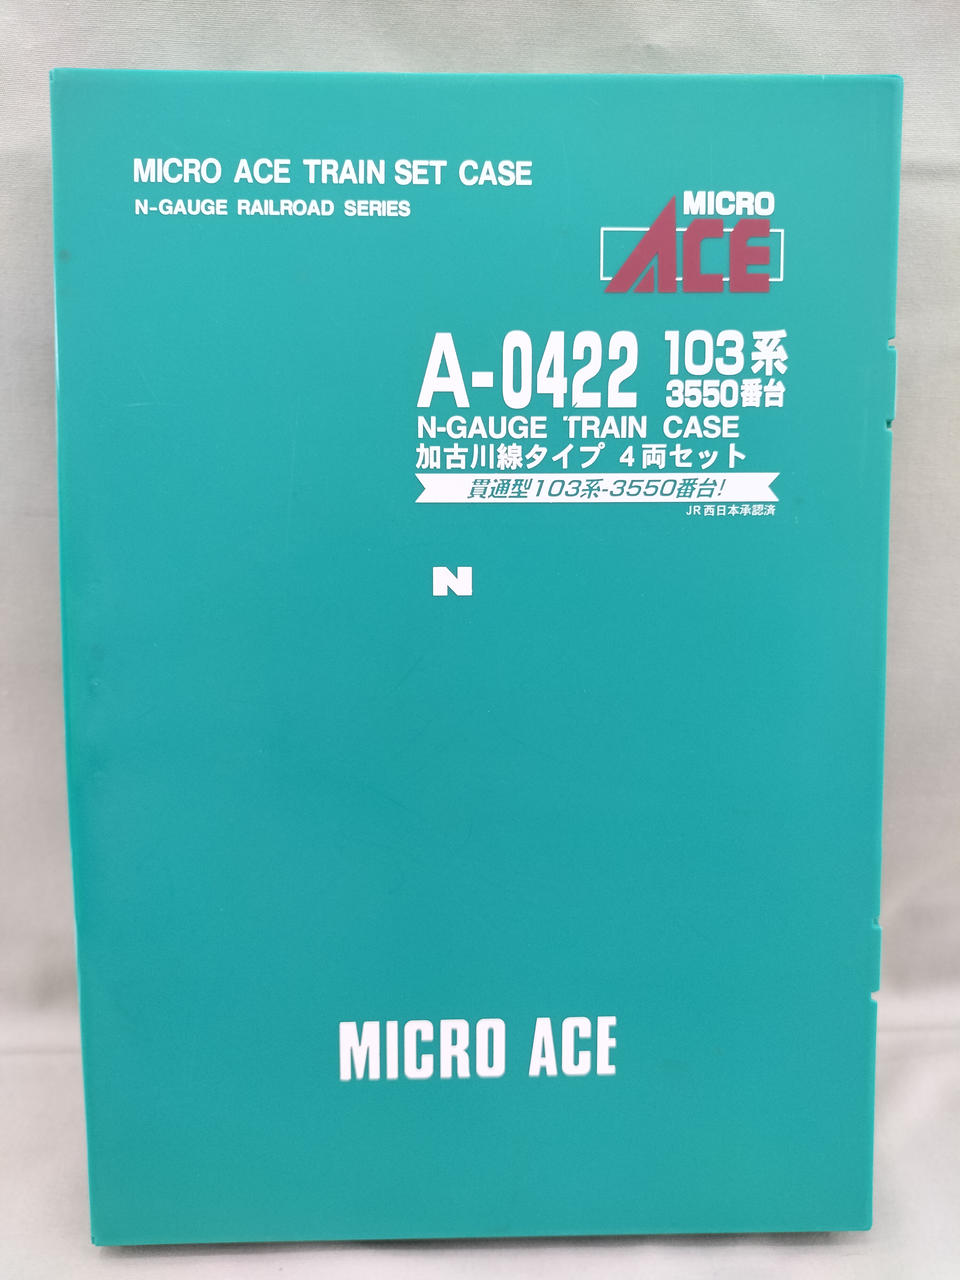 MICRO ACE TRAIN SET CASE
N-GAUGE RAILROAD SERIES
MICRO
ACE
A-0422 103系
3550番台
N-GAUGE TRAIN CASE
加古川線タイプ 4両セット
貫通型103系-3550番台!
JR西日本承認済
N
MICRO ACE